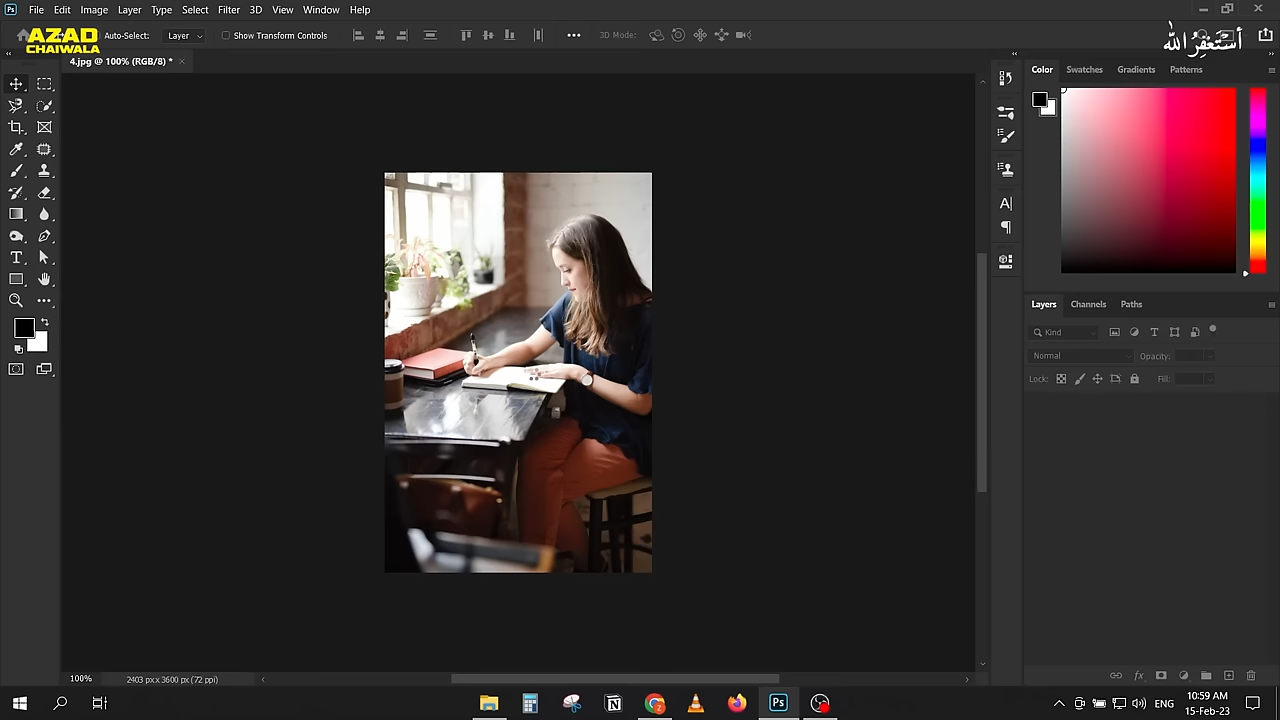 File Edit Image Layer Type Select Filter 3D View Window Help
AZAD
CHAIWALA
Auto-Select: Layer Show Transform Controls 3D Mode:
أستغفر الله
4.jpg @ 100% (RGB/8) *
Color Swatches Gradients Patterns
Layers Channels Paths
Kind
Normal Opacity:
Lock: Fill:
100% 2403 px x 3600 px (72 ppi)
ENG 10:59 AM
15-Feb-23